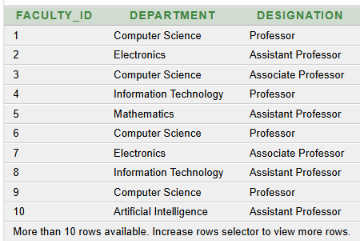 FACULTY_ID DEPARTMENT DESIGNATION
1 Computer Science Professor
2 Electronics Assistant Professor
3 Computer Science Associate Professor
4 Information Technology Professor
5 Mathematics Assistant Professor
6 Computer Science Professor
7 Electronics Associate Professor
8 Information Technology Assistant Professor
9 Computer Science Professor
10 Artificial Intelligence Assistant Professor
More than 10 rows available. Increase rows selector to view more rows.